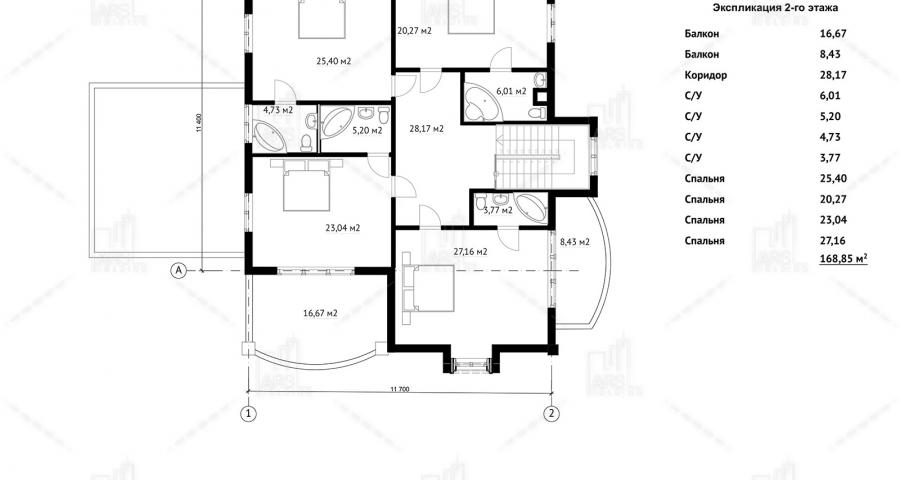 Экспликация 2-го этажа
Балкон 16,67
Балкон 8,43
Коридор 28,17
С/У 6,01
С/У 5,20
С/У 4,73
С/У 3,77
Спальня 25,40
Спальня 20,27
Спальня 23,04
Спальня 27,16
168,85 м²
20,27 м2
25,40 м2
6,01 м2
4,73 м2
5,20 м2
28,17 м2
11 400
3,77 м2
23,04 м2
27,16 м2
8,43 м2
А
16,67 м2
11 700
1
2